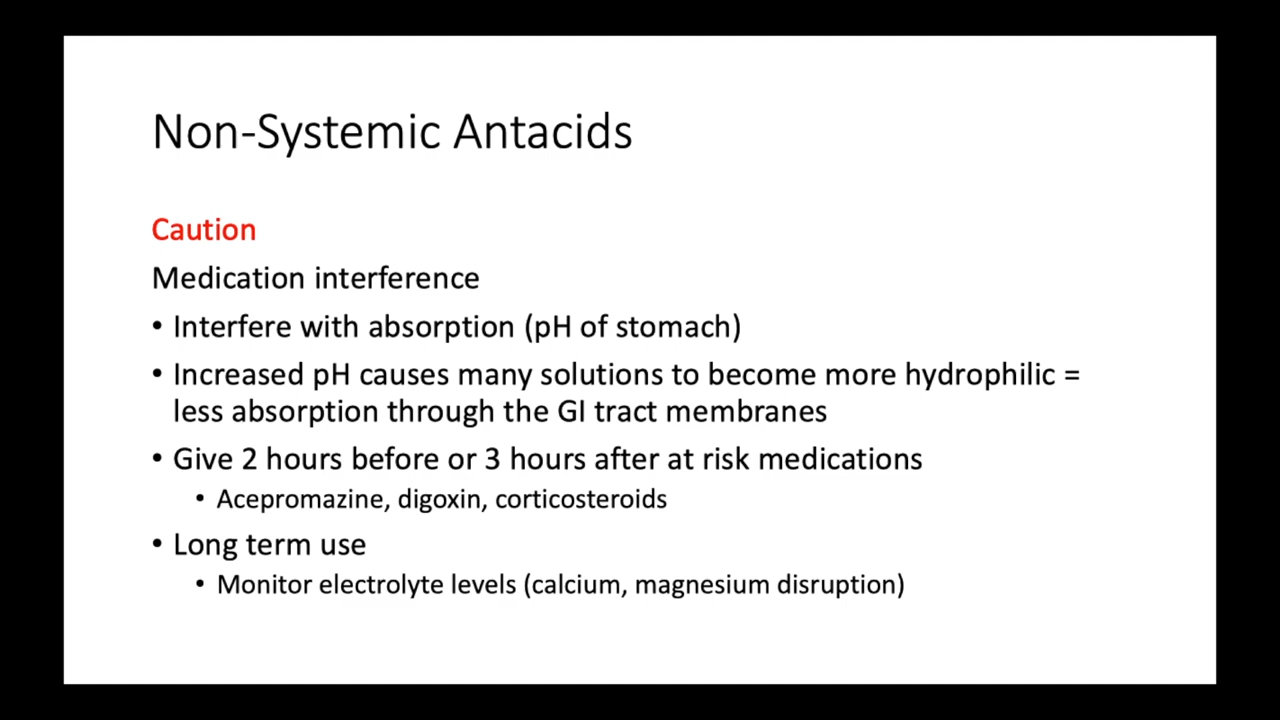 Non-Systemic Antacids
Caution
Medication interference
• Interfere with absorption (pH of stomach)
• Increased pH causes many solutions to become more hydrophilic =
less absorption through the GI tract membranes
• Give 2 hours before or 3 hours after at risk medications
• Acepromazine, digoxin, corticosteroids
• Long term use
• Monitor electrolyte levels (calcium, magnesium disruption)